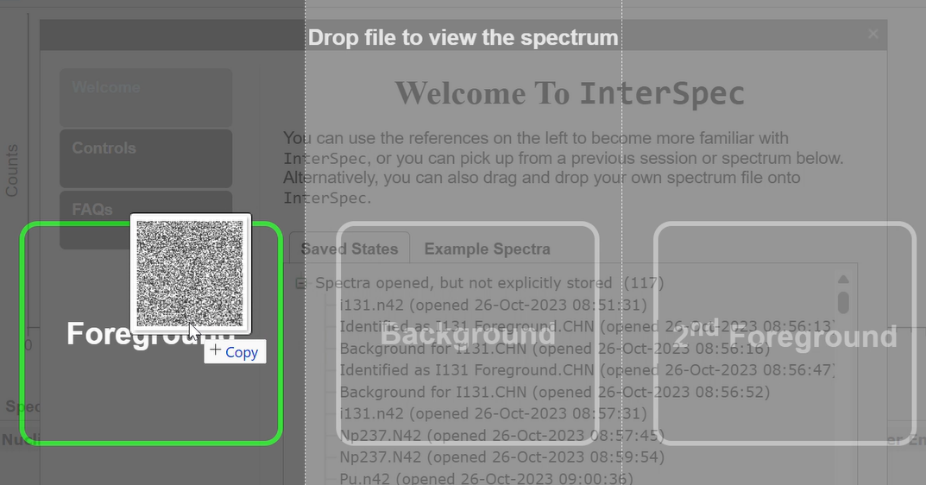 Drop file to view the spectrum
×
Welcome
Controls
FAQs
Counts
0
Welcome To InterSpec
You can use the references on the left to become more familiar with
InterSpec, or you can pick up from a previous session or spectrum below.
Alternatively, you can also drag and drop your own spectrum file onto
InterSpec.
Saved States
Example Spectra
Spectra opened, but not explicitly stored (117)
i131.n42 (opened 26-Oct-2023 08:51:31)
Identified as I131 Foreground.CHN (opened 26-Oct-2023 08:56:13
Background for I131.CHN (opened 26-Oct-2023 08:56:16)
Identified as I131 Foreground.CHN (opened 26-Oct-2023 08:56:47)
Background for I131.CHN (opened 26-Oct-2023 08:56:52)
i131.n42 (opened 26-Oct-2023 08:57:31)
Np237.N42 (opened 26-Oct-2023 08:57:45)
Np237.N42 (opened 26-Oct-2023 08:59:54)
Pu.n42 (opened 26-Oct-2023 09:00:36)
Foreground
+ Copy
Background
2nd Foreground
Spec
Nucli
er En